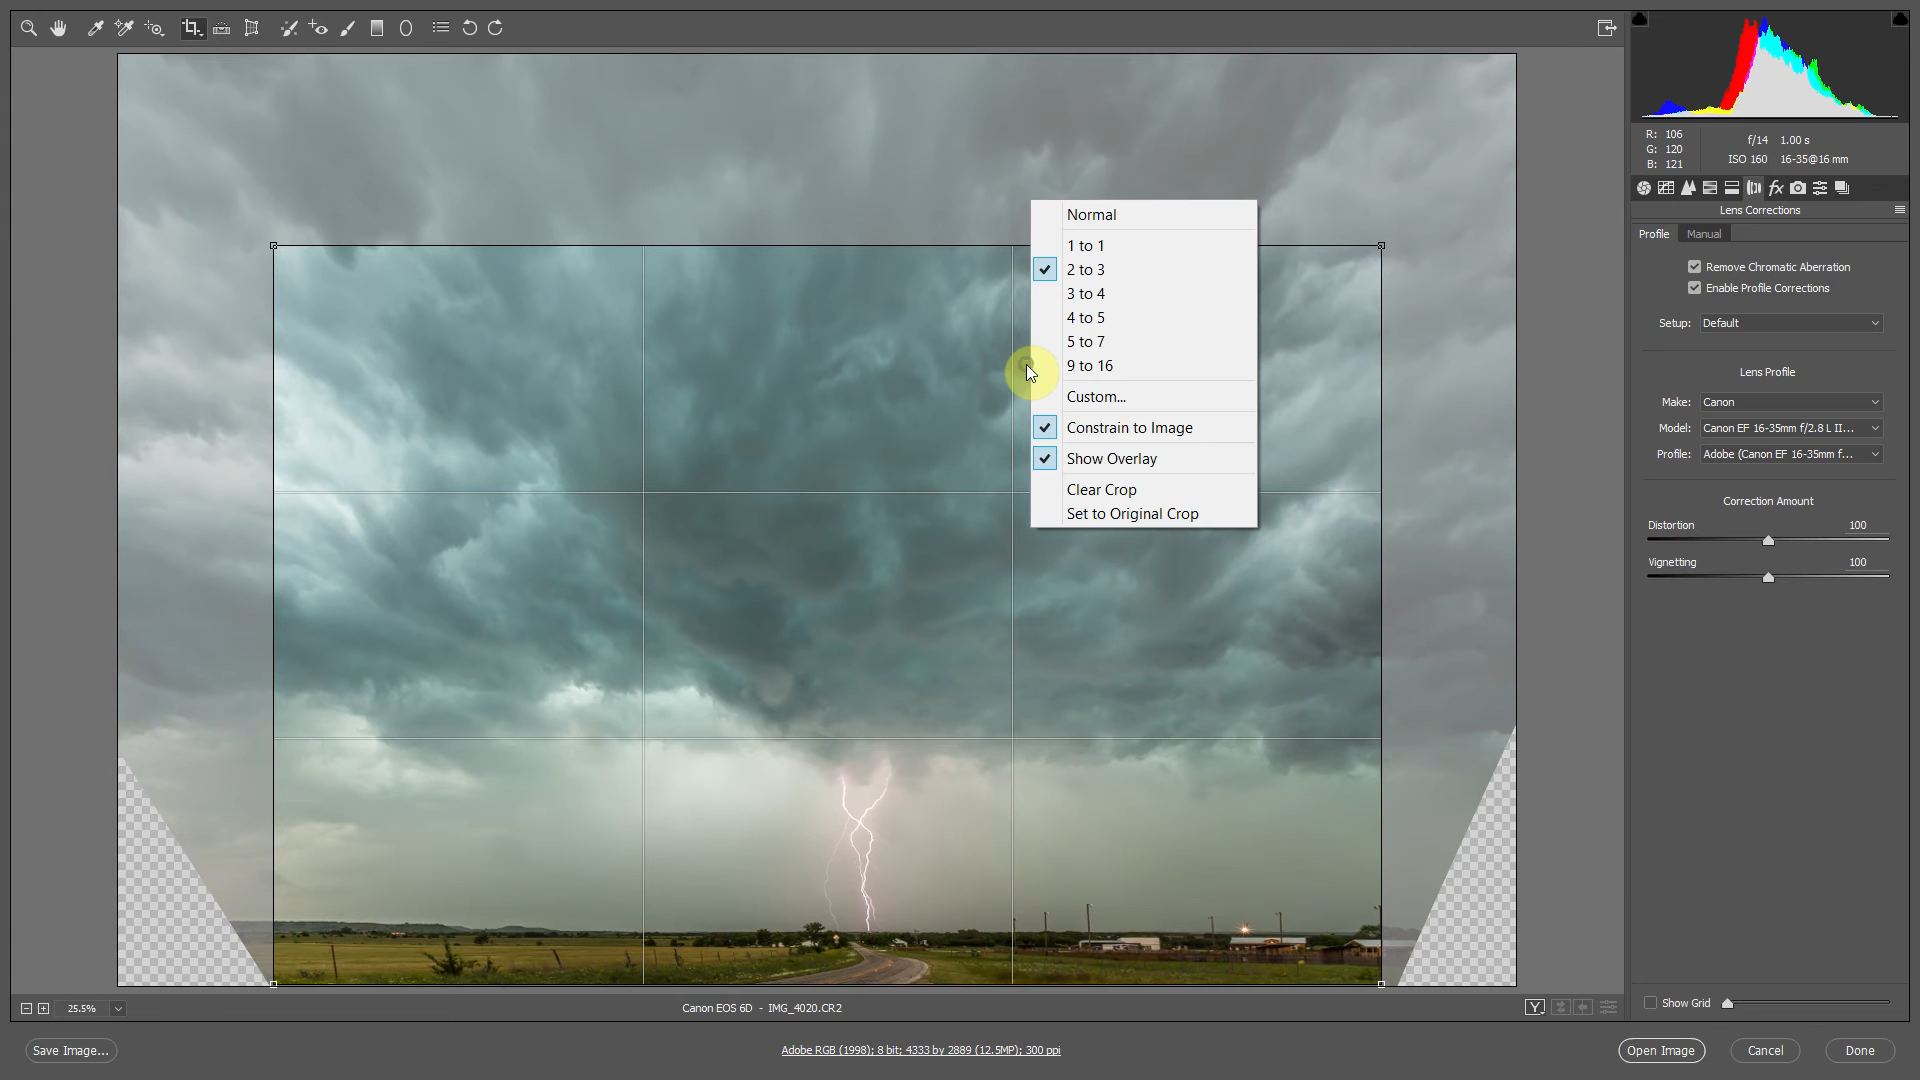 R: 106
G: 120
B: 121
f/14 1.00 s
ISO 160 16-35@16 mm
fx
Lens Corrections
Profile Manual
Remove Chromatic Aberration
Enable Profile Corrections
Setup: Default
Lens Profile
Make: Canon
Model: Canon EF 16-35mm f/2.8 L II...
Profile: Adobe (Canon EF 16-35mm f...
Correction Amount
Distortion 100
Vignetting 100
Show Grid
Normal
1 to 1
2 to 3
3 to 4
4 to 5
5 to 7
9 to 16
Custom...
Constrain to Image
Show Overlay
Clear Crop
Set to Original Crop
25.5%
Canon EOS 6D - IMG_4020.CR2
Y
Save Image...
Adobe RGB (1998); 8 bit; 4333 by 2889 (12.5MP); 300 ppi
Open Image
Cancel
Done